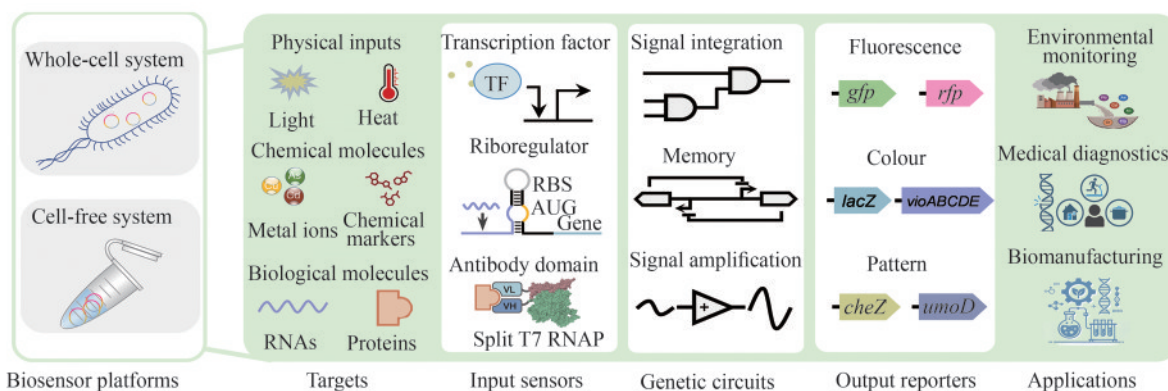 Whole-cell system
Cell-free system
Biosensor platforms
Physical inputs
Light
Heat
Chemical molecules
Metal ions
Chemical
markers
Biological molecules
RNAs
Proteins
Targets
Transcription factor
TF
Riboregulator
RBS
AUG
Gene
Antibody domain
VL
VH
Split T7 RNAP
Input sensors
Signal integration
Memory
Signal amplification
+
Genetic circuits
Fluorescence
gfp
rfp
Colour
lacZ
vioABCDE
Pattern
cheZ
umoD
Output reporters
Environmental
monitoring
Medical diagnostics
Biomanufacturing
Applications